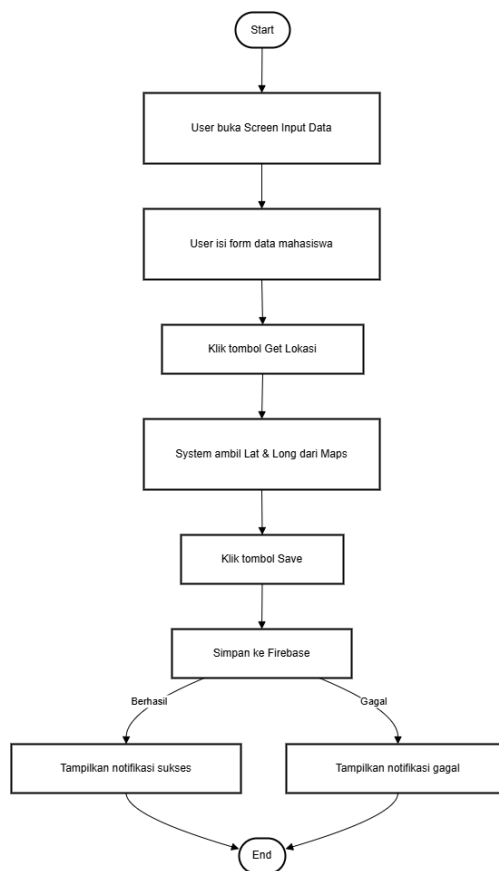 Start
User buka Screen Input Data
User isi form data mahasiswa
Klik tombol Get Lokasi
System ambil Lat & Long dari Maps
Klik tombol Save
Simpan ke Firebase
Berhasil
Gagal
Tampilkan notifikasi sukses
Tampilkan notifikasi gagal
End